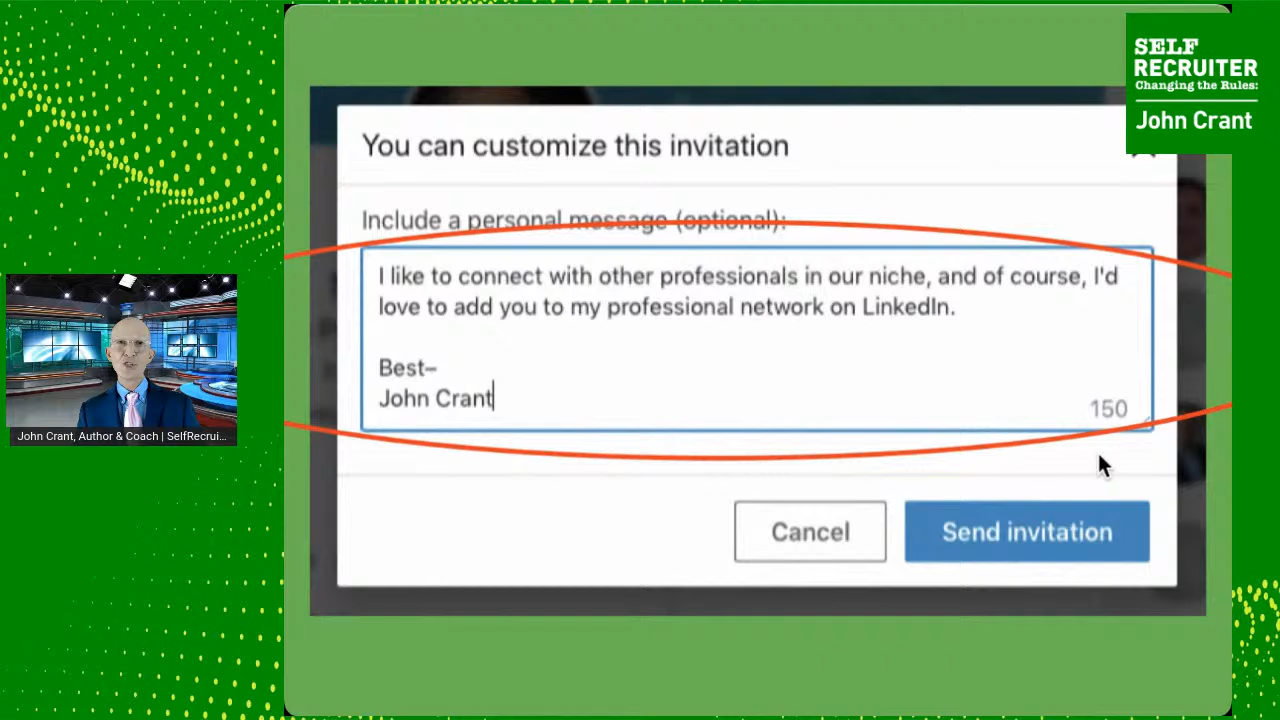 SELF
RECRUITER
Changing the Rules:
John Crant
You can customize this invitation
Include a personal message (optional):
I like to connect with other professionals in our niche, and of course, I'd
love to add you to my professional network on LinkedIn.
Best–
John Crant
150
Cancel
Send invitation
John Crant, Author & Coach | SelfRecrui...